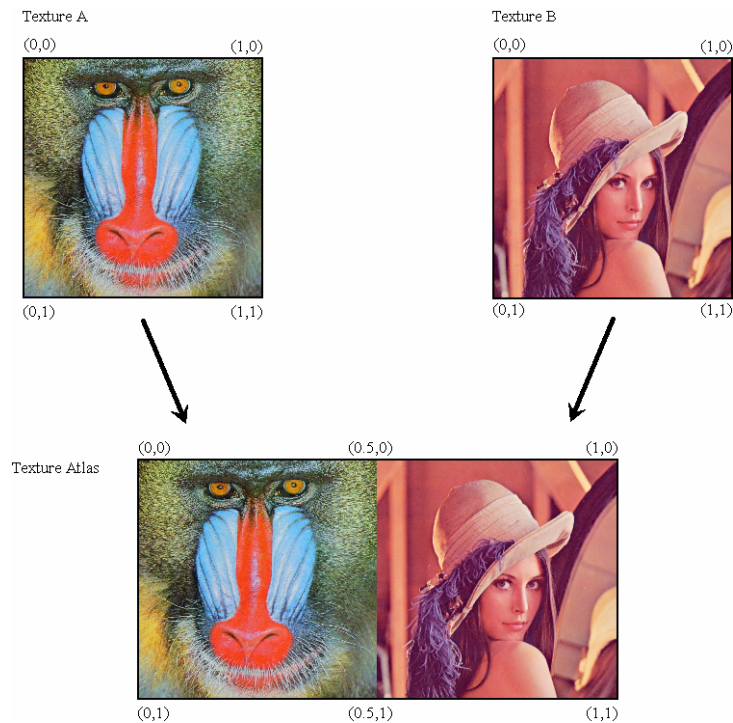 Texture A
Texture B
(0,0) (1,0)
(0,0) (1,0)
(0,1) (1,1)
(0,1) (1,1)
(0,0) (0.5,0) (1,0)
Texture Atlas
(0,1) (0.5,1) (1,1)